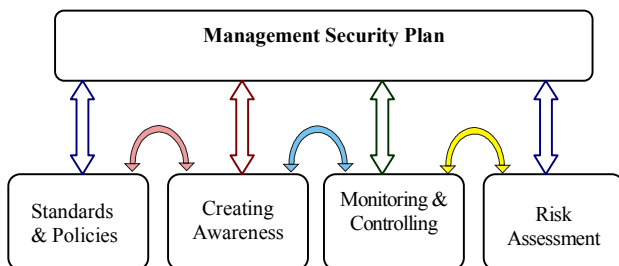 Management Security Plan
Standards
& Policies
Creating
Awareness
Monitoring &
Controlling
Risk
Assessment